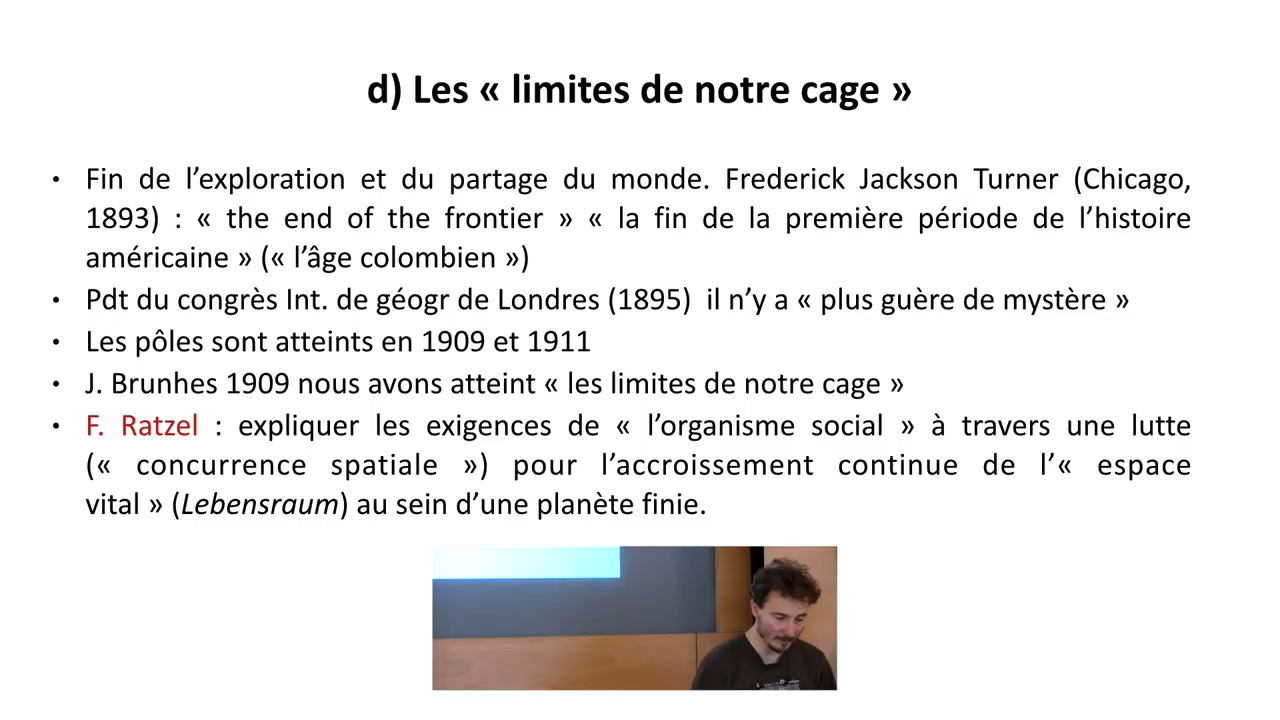 d) Les « limites de notre cage »
• Fin de l’exploration et du partage du monde. Frederick Jackson Turner (Chicago,
1893) : « the end of the frontier » « la fin de la première période de l’histoire
américaine » (« l’âge colombien »)
• Pdt du congrès Int. de géogr de Londres (1895)  il n’y a « plus guère de mystère »
• Les pôles sont atteints en 1909 et 1911
• J. Brunhes 1909 nous avons atteint « les limites de notre cage »
• F. Ratzel : expliquer les exigences de « l’organisme social » à travers une lutte
(« concurrence spatiale ») pour l’accroissement continue de l’« espace
vital » (Lebensraum) au sein d’une planète finie.